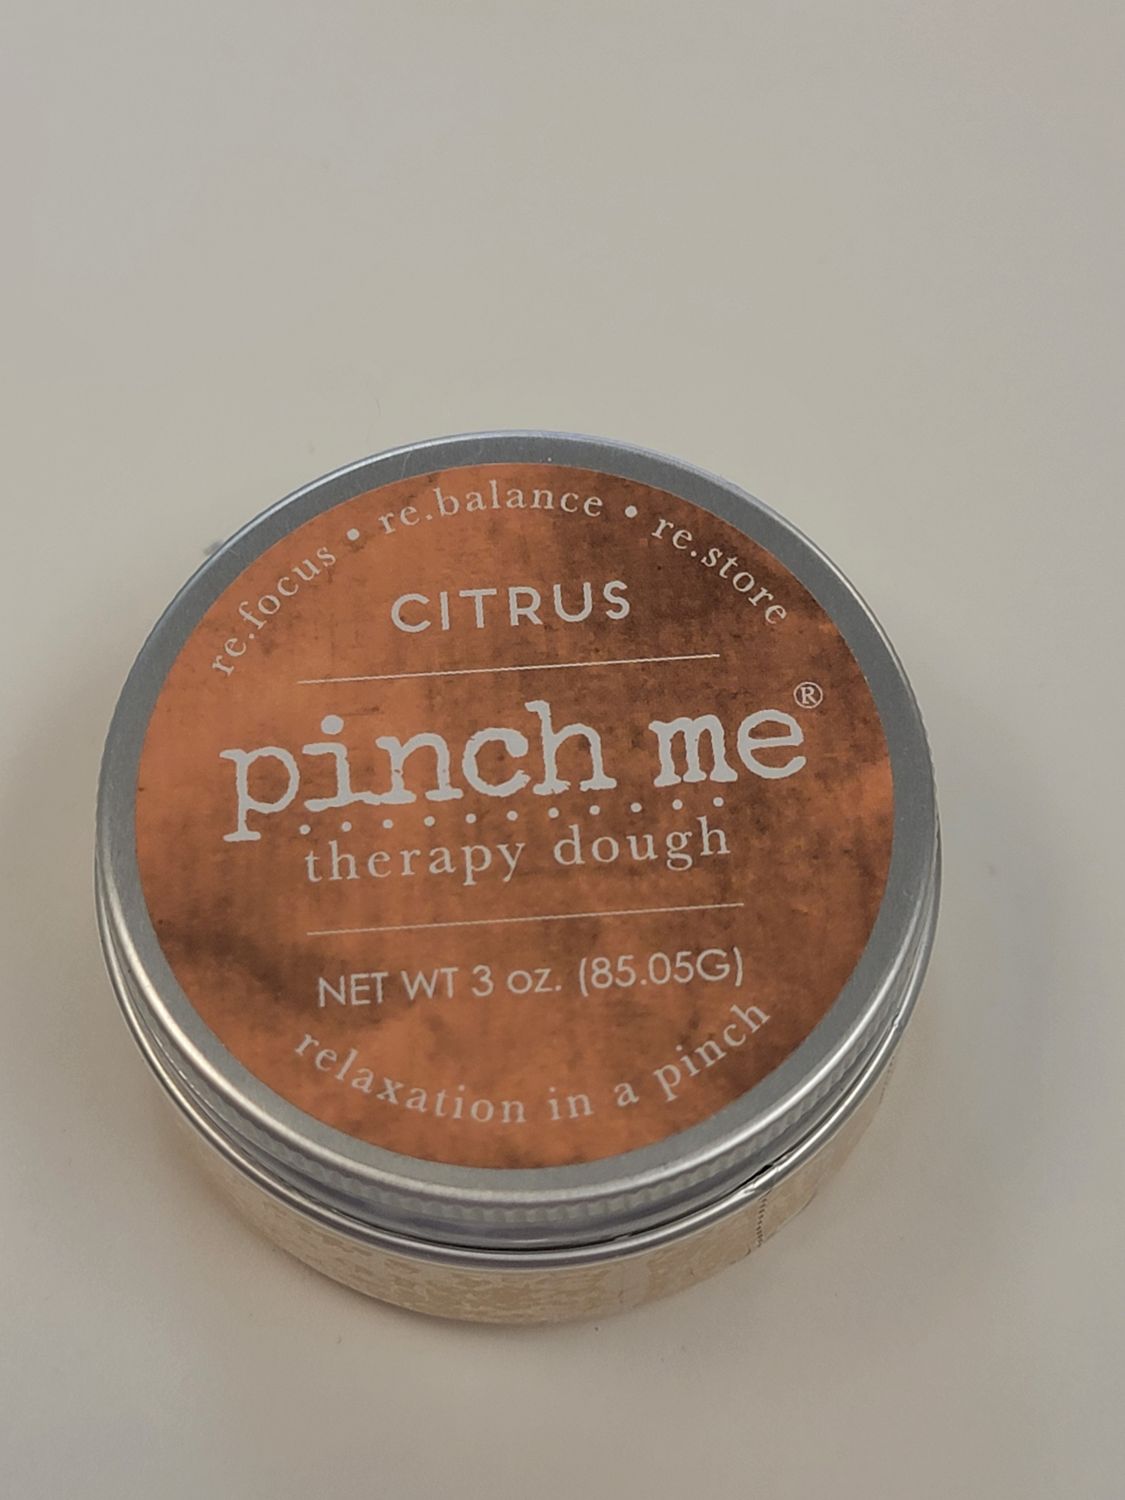 re.focus • re.balance • re.store
CITRUS
pinch me®
therapy dough
NET WT 3 oz. (85.05G)
relaxation in a pinch